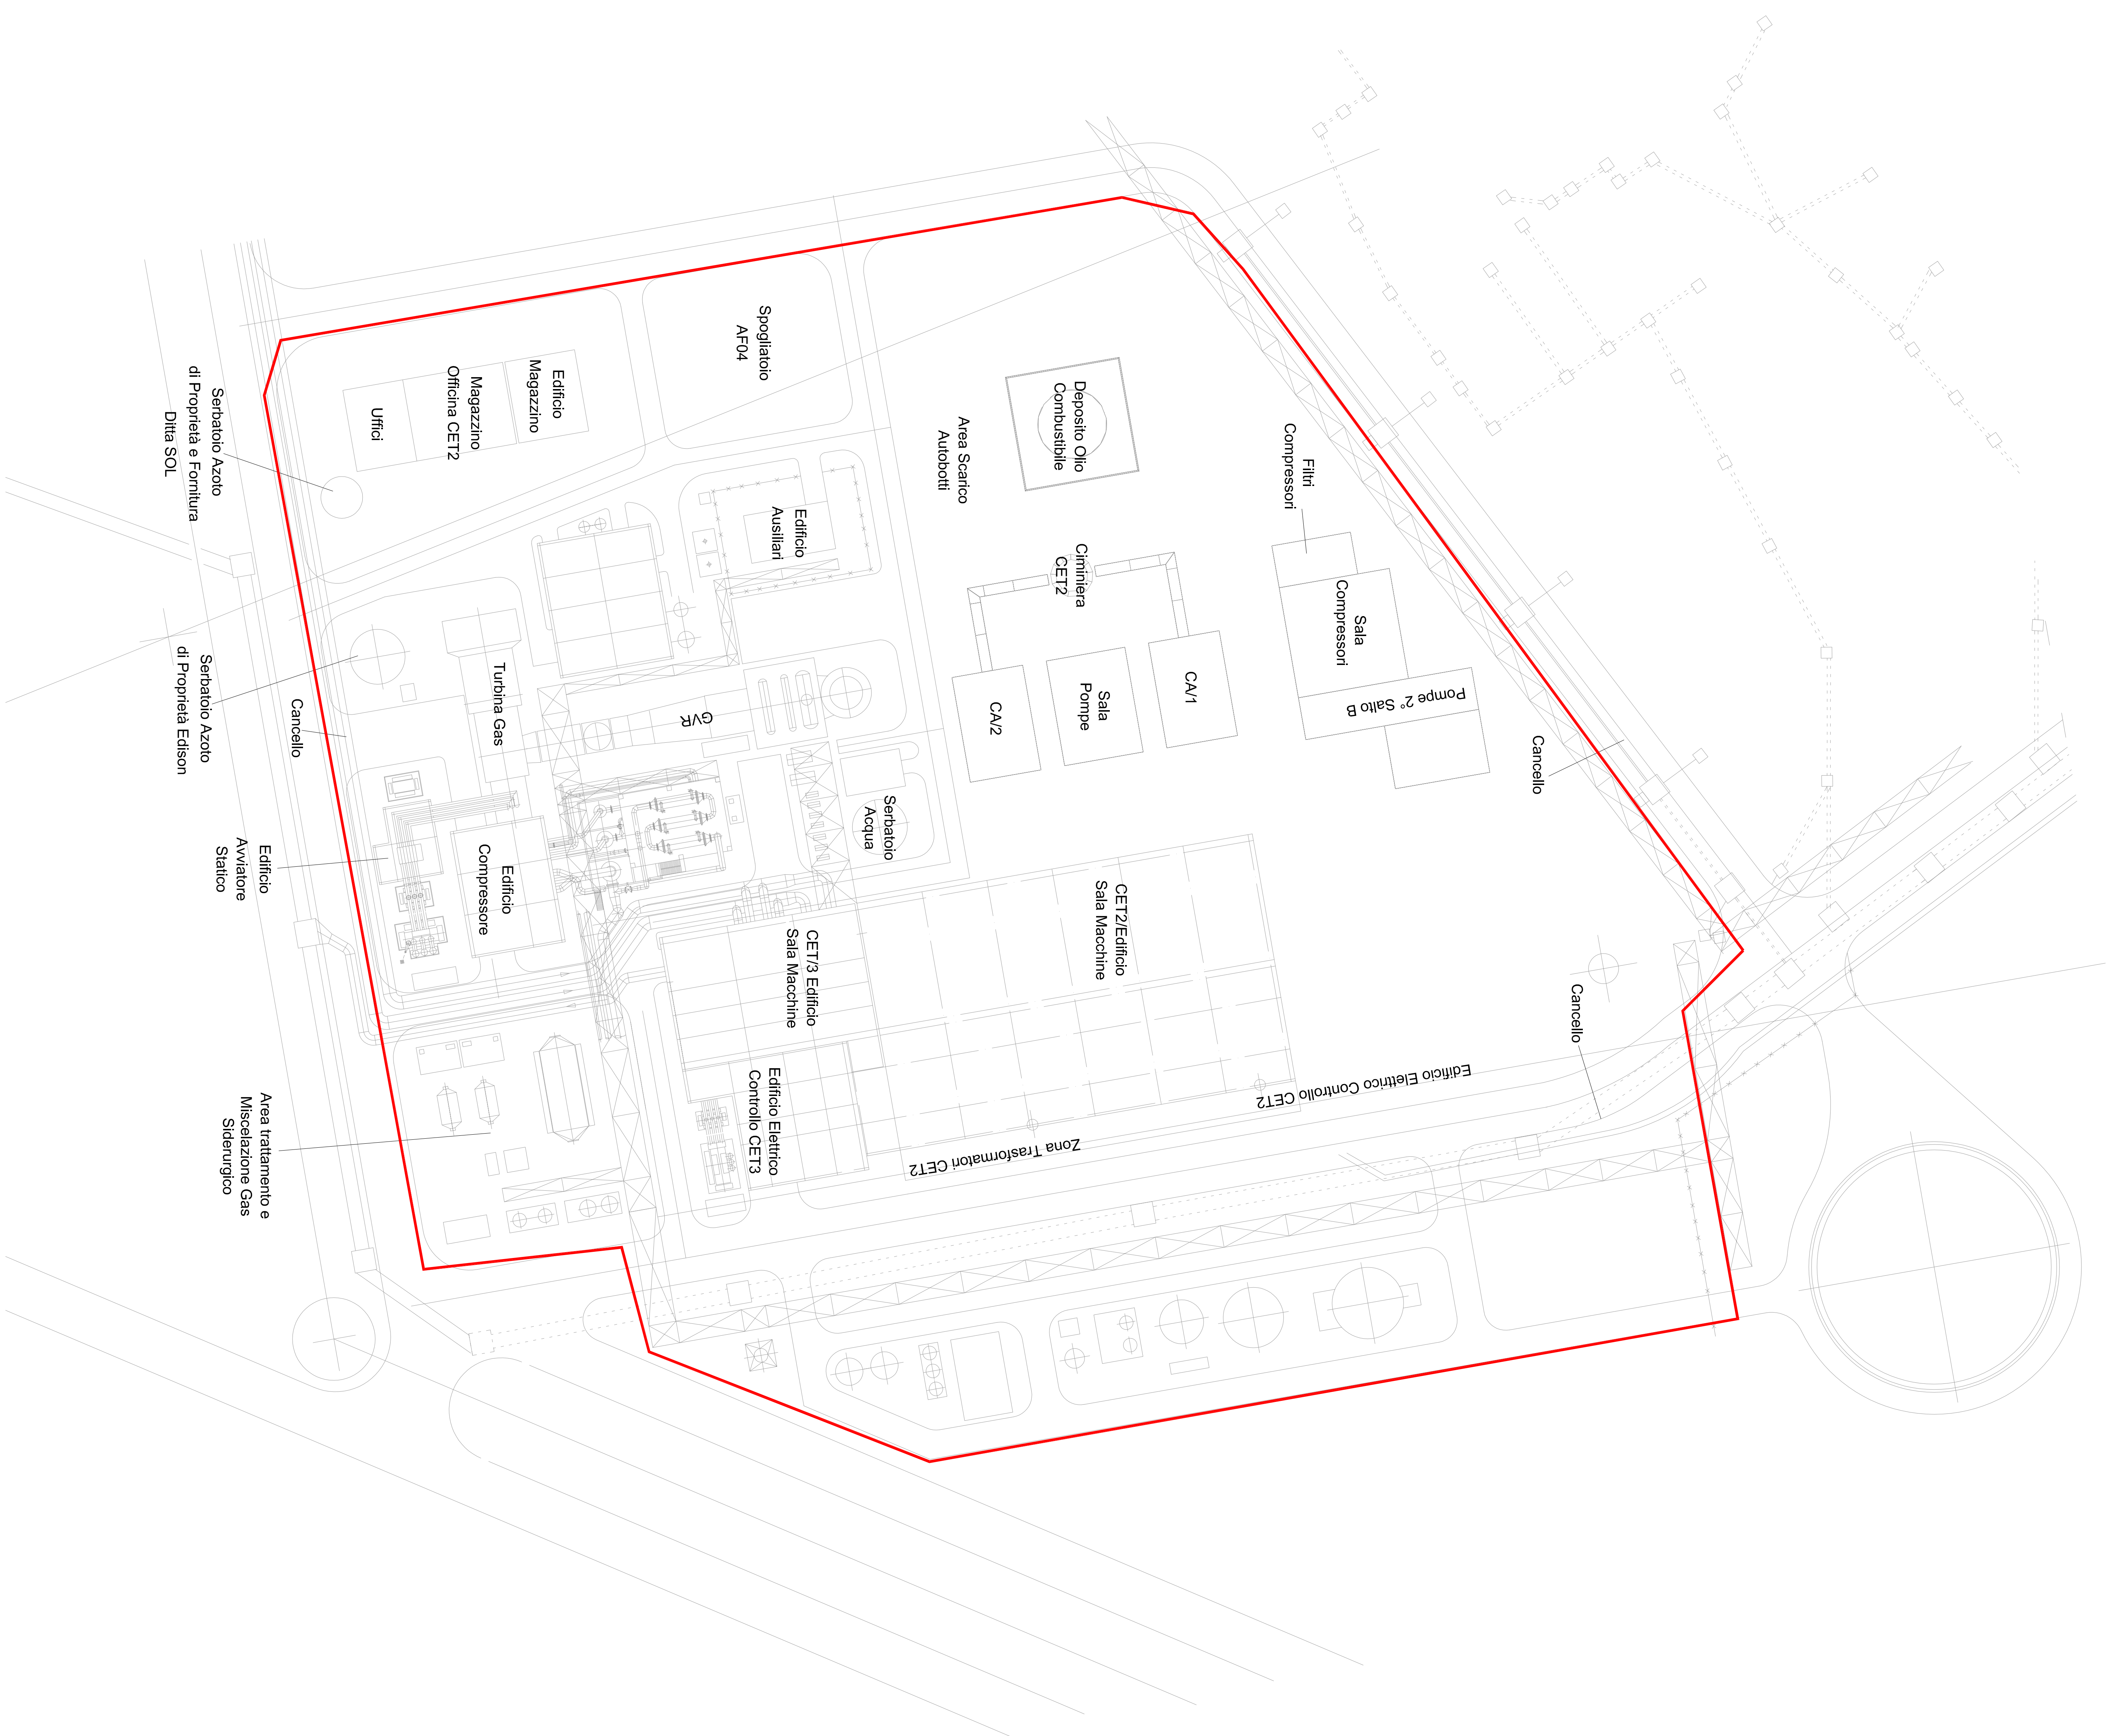 Spogliatoio
AF04
Edificio
Magazzino
Magazzino
Officina CET2
Uffici
Serbatoio Azoto
di Proprietà e Fornitura
Ditta SOL
Deposito Olio
Combustibile
Area Scarico
Autobotti
Filtri
Compressori
Edificio
Ausiliari
Ciminiera
CET2
Sala
Compressori
Pompe 2° Salto B
CA/1
Sala
Pompe
CA/2
Cancello
Turbina Gas
GVR
Serbatoio Azoto
di Proprietà Edison
Cancello
Serbatoio
Acqua
Edificio
Compressore
Edificio
Avviatore
Statico
CET2/Edificio
Sala Macchine
CET/3 Edificio
Sala Macchine
Cancello
Edificio Elettrico Controllo CET2
Edificio Elettrico
Controllo CET3
Zona Trasformatori CET2
Area trattamento e
Miscelazione Gas
Siderurgico